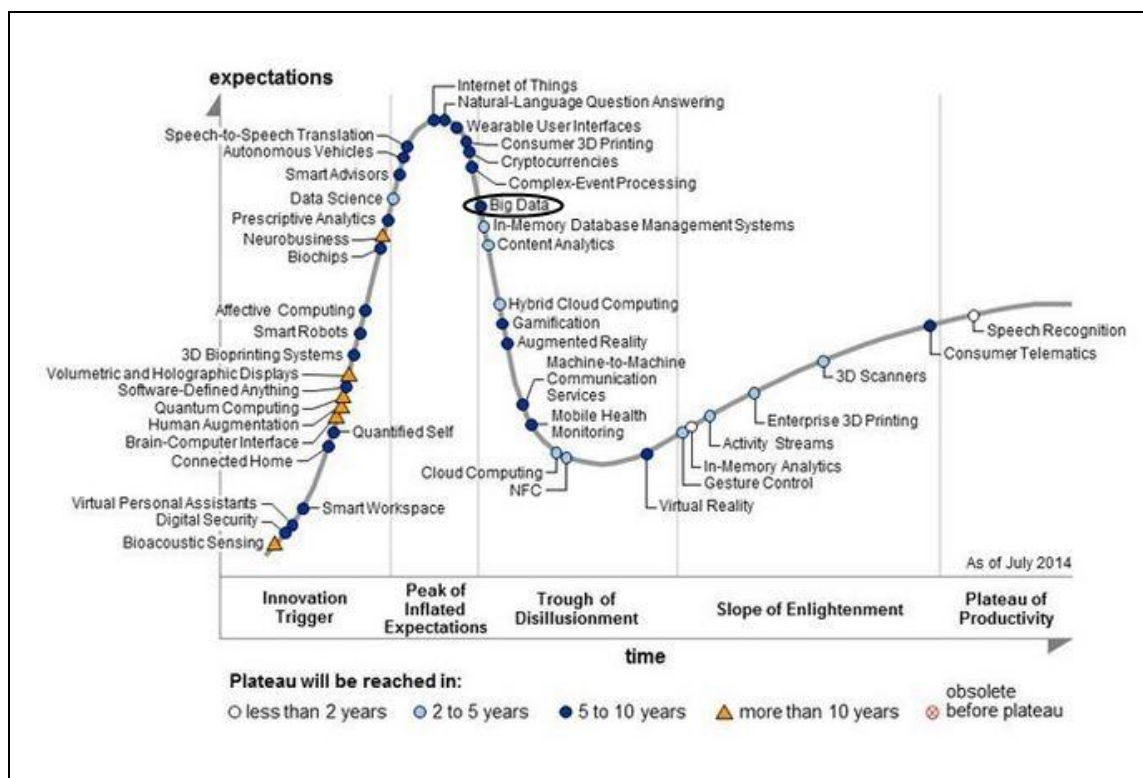 expectations
Internet of Things
Natural-Language Question Answering
Wearable User Interfaces
Consumer 3D Printing
Cryptocurrencies
Complex-Event Processing
Speech-to-Speech Translation
Autonomous Vehicles
Smart Advisors
Data Science
Prescriptive Analytics
Neurobusiness
Biochips
Big Data
In-Memory Database Management Systems
Content Analytics
Hybrid Cloud Computing
Gamification
Augmented Reality
Machine-to-Machine
Communication
Services
Mobile Health
Monitoring
Affective Computing
Smart Robots
3D Bioprinting Systems
Volumetric and Holographic Displays
Software-Defined Anything
Quantum Computing
Human Augmentation
Brain-Computer Interface
Connected Home
Quantified Self
Cloud Computing
NFC
Virtual Personal Assistants
Digital Security
Bioacoustic Sensing
Smart Workspace
Speech Recognition
Consumer Telematics
3D Scanners
Enterprise 3D Printing
Activity Streams
In-Memory Analytics
Gesture Control
Virtual Reality
As of July 2014
Innovation
Trigger
Peak of
Inflated
Expectations
Trough of
Disillusionment
Slope of Enlightenment
Plateau of
Productivity
time
Plateau will be reached in:
less than 2 years
2 to 5 years
5 to 10 years
more than 10 years
obsolete
before plateau